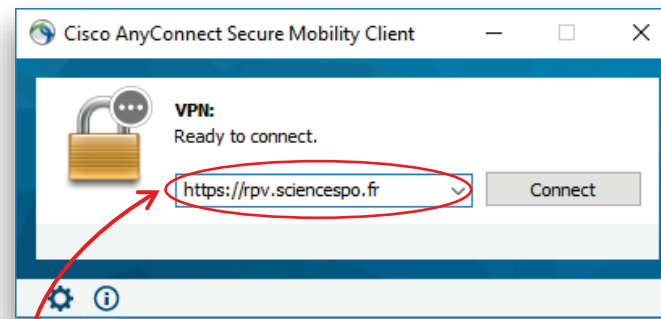 Cisco AnyConnect Secure Mobility Client
VPN:
Ready to connect.
https://rpv.sciencespo.fr
Connect